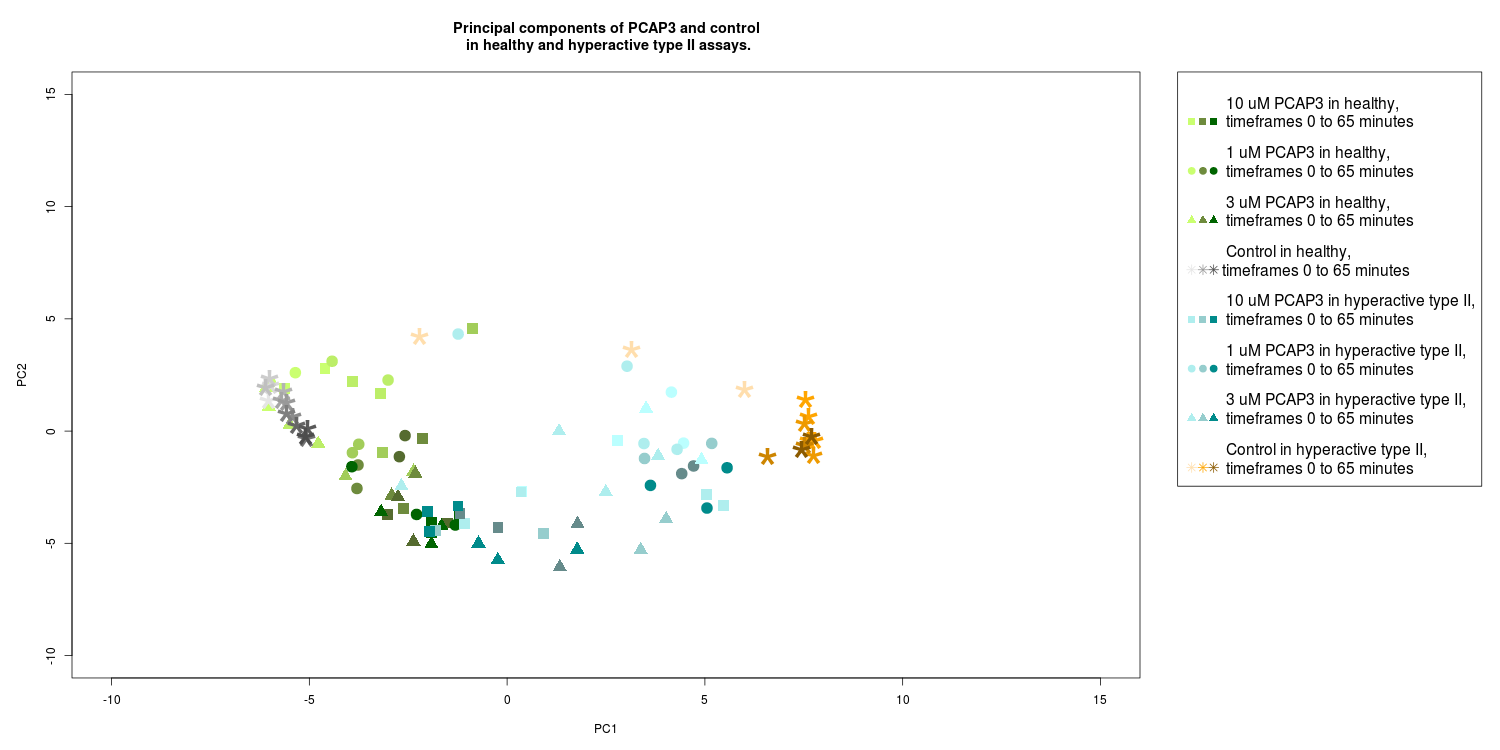 Principal components of PCAP3 and control
in healthy and hyperactive type II assays.
15
10
5
0
-5
-10
PC2
-10
-5
0
5
10
15
PC1
10 uM PCAP3 in healthy,
timeframes 0 to 65 minutes
1 uM PCAP3 in healthy,
timeframes 0 to 65 minutes
3 uM PCAP3 in healthy,
timeframes 0 to 65 minutes
Control in healthy,
timeframes 0 to 65 minutes
10 uM PCAP3 in hyperactive type II,
timeframes 0 to 65 minutes
1 uM PCAP3 in hyperactive type II,
timeframes 0 to 65 minutes
3 uM PCAP3 in hyperactive type II,
timeframes 0 to 65 minutes
Control in hyperactive type II,
timeframes 0 to 65 minutes